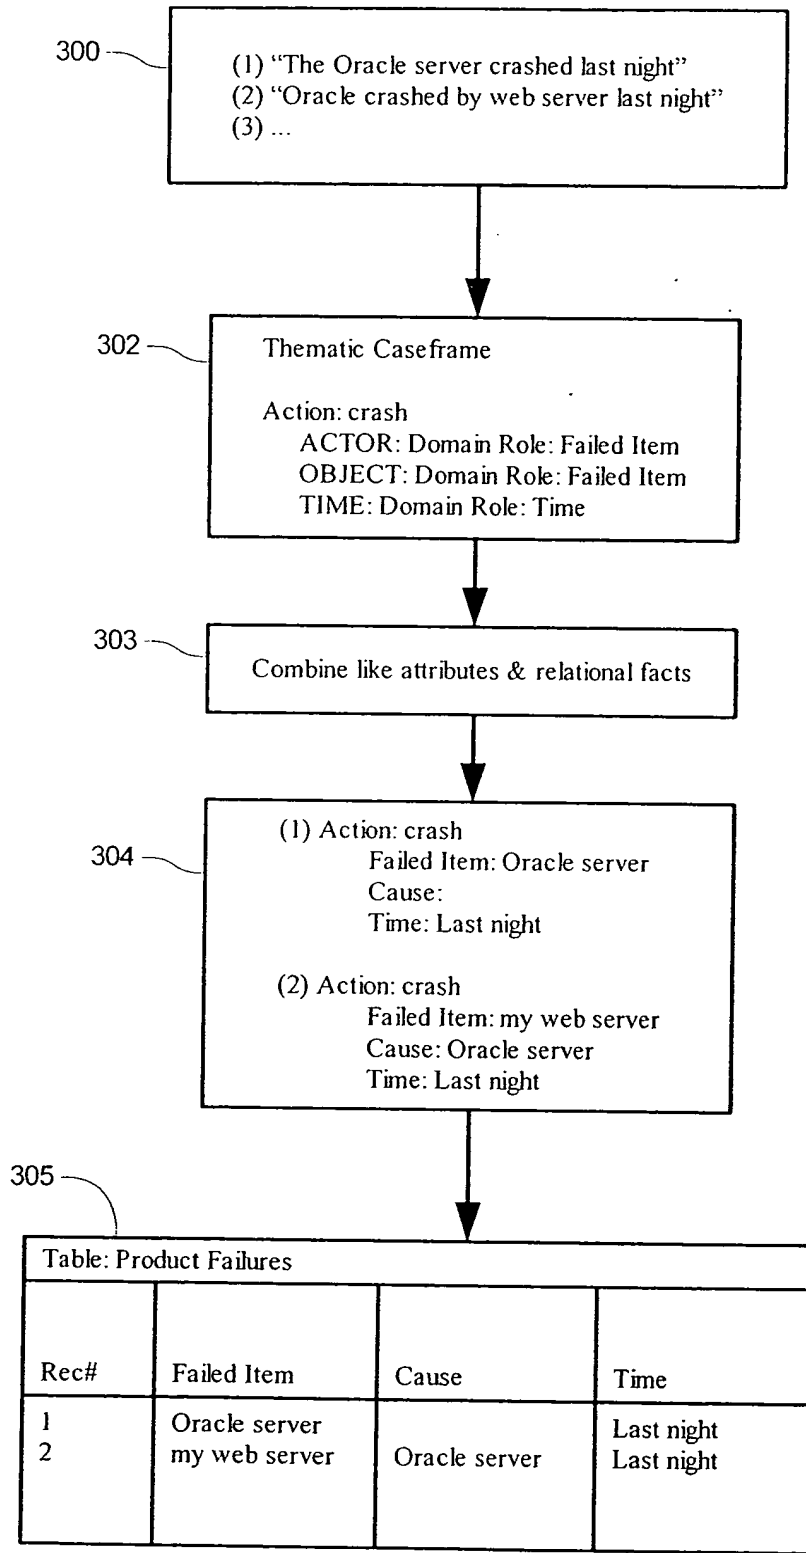 300
(1) “The Oracle server crashed last night”
(2) “Oracle crashed by web server last night”
(3) ...
302
Thematic Caseframe
Action: crash
ACTOR: Domain Role: Failed Item
OBJECT: Domain Role: Failed Item
TIME: Domain Role: Time
303
Combine like attributes & relational facts
304
(1) Action: crash
Failed Item: Oracle server
Cause:
Time: Last night
(2) Action: crash
Failed Item: my web server
Cause: Oracle server
Time: Last night
305
Table: Product Failures
Rec# Failed Item Cause Time
1 Oracle server Last night
2 my web server Oracle server Last night